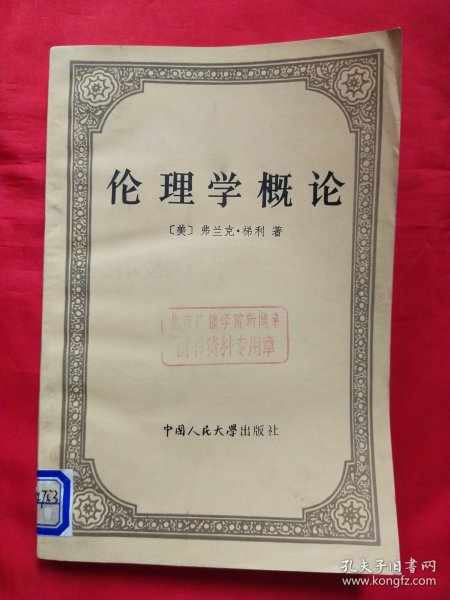 伦理学概论
〔美〕弗兰克·梯利 著
北京广播学院新闻系
图书资料专用章
中国人民大学出版社
孔夫子旧书网
www.kongfz.com